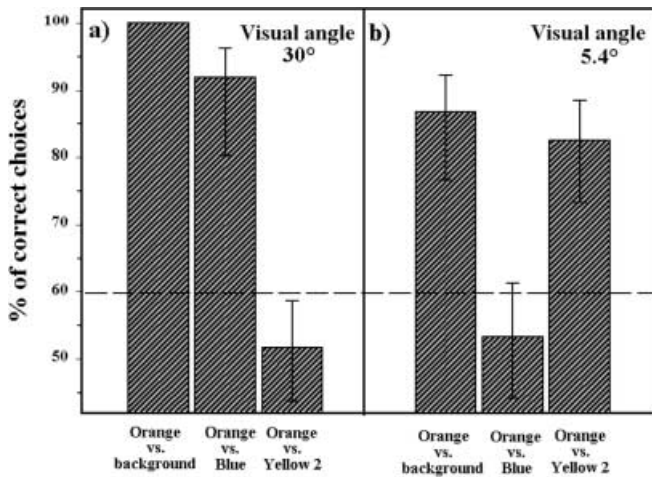 % of correct choices
100
90
80
70
60
50
a)
Visual angle
30°
b)
Visual angle
5.4°
Orange
vs.
background
Orange
vs.
Blue
Orange
vs.
Yellow 2
Orange
vs.
background
Orange
vs.
Blue
Orange
vs.
Yellow 2